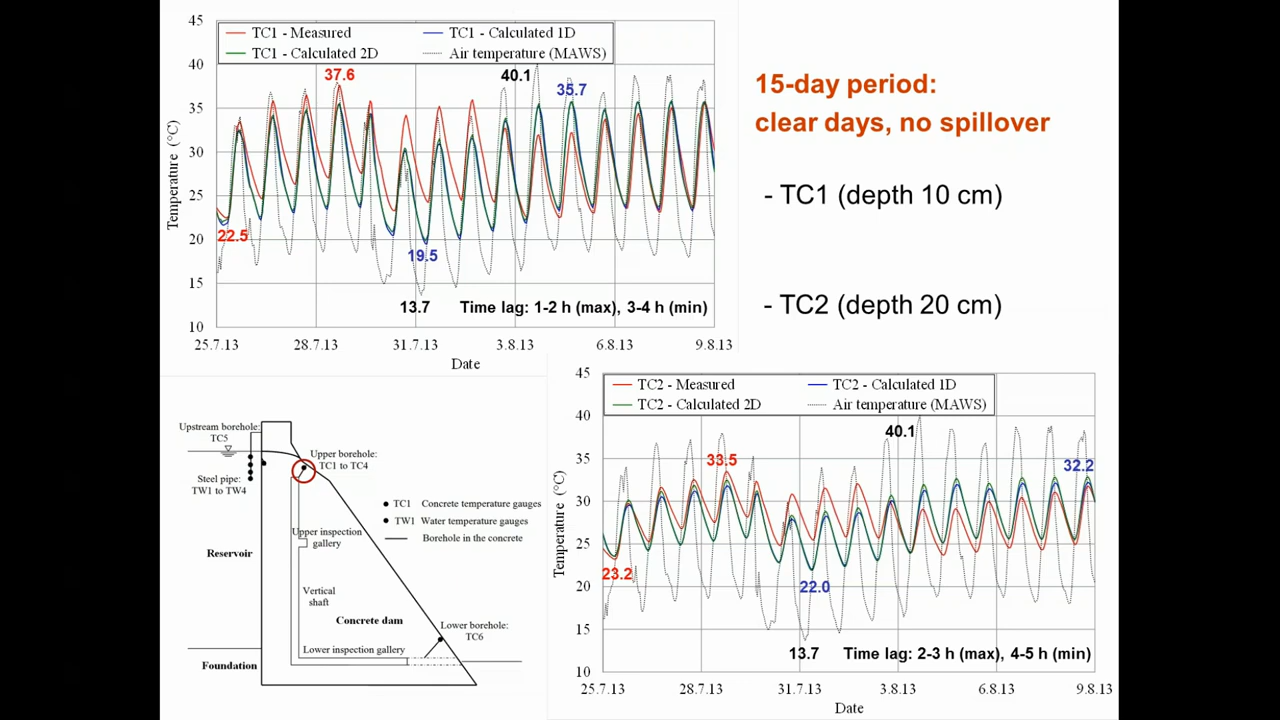 45
TC1 - Measured
TC1 - Calculated 1D
TC1 - Calculated 2D
Air temperature (MAWS)
40
37.6
40.1
35.7
35
30
25
22.5
20
19.5
15
13.7
Time lag: 1-2 h (max), 3-4 h (min)
10
Temperature (°C)
25.7.13
28.7.13
31.7.13
3.8.13
6.8.13
9.8.13
Date
15-day period:
clear days, no spillover
- TC1 (depth 10 cm)
- TC2 (depth 20 cm)
Upstream borehole:
TC5
Upper borehole:
TC1 to TC4
Steel pipe:
TW1 to TW4
TC1 Concrete temperature gauges
TW1 Water temperature gauges
Borehole in the concrete
Upper inspection
gallery
Reservoir
Vertical
shaft
Concrete dam
Lower borehole:
TC6
Lower inspection gallery
Foundation
45
TC2 - Measured
TC2 - Calculated 1D
TC2 - Calculated 2D
Air temperature (MAWS)
40
40.1
35
33.5
32.2
30
25
23.2
22.0
20
15
13.7
Time lag: 2-3 h (max), 4-5 h (min)
10
Temperature (°C)
25.7.13
28.7.13
31.7.13
3.8.13
6.8.13
9.8.13
Date